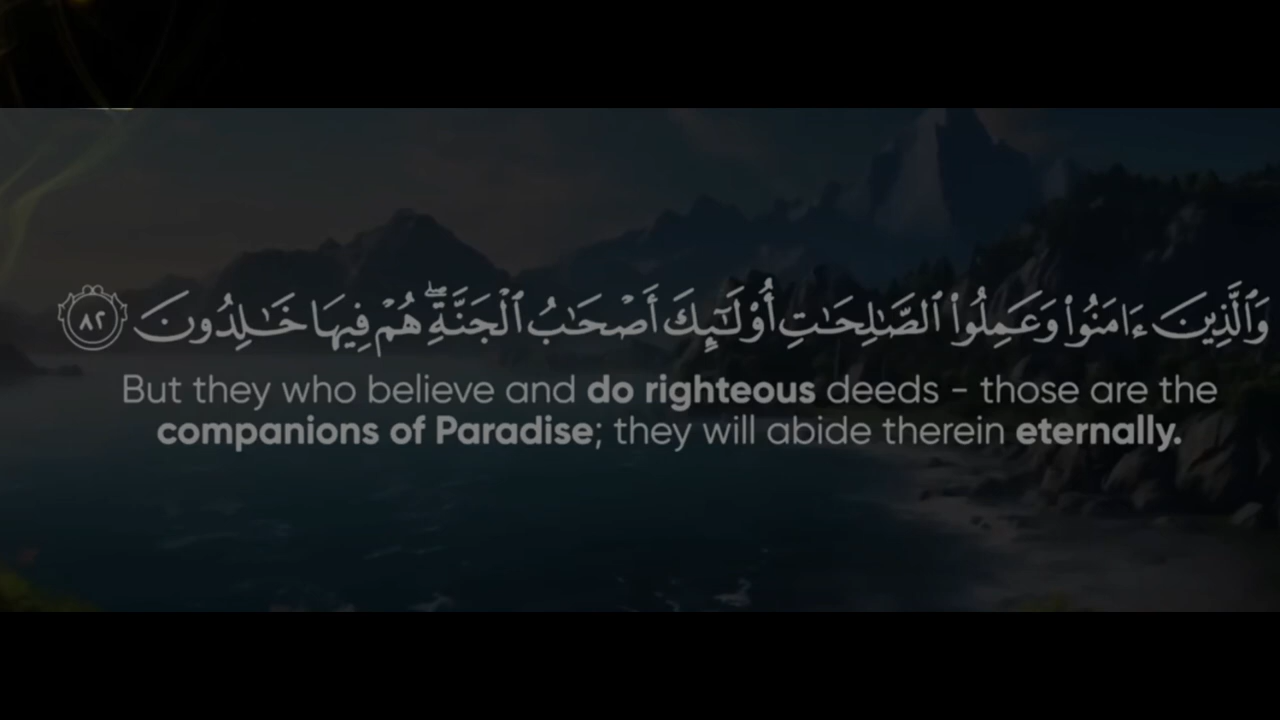 وَٱلَّذِينَ ءَامَنُوا۟ وَعَمِلُوا۟ ٱلصَّـٰلِحَـٰتِ أُو۟لَـٰٓئِكَ أَصْحَـٰبُ ٱلْجَنَّةِ ۖ هُمْ فِيهَا خَـٰلِدُونَ ٨٢
But they who believe and do righteous deeds - those are the
companions of Paradise; they will abide therein eternally.